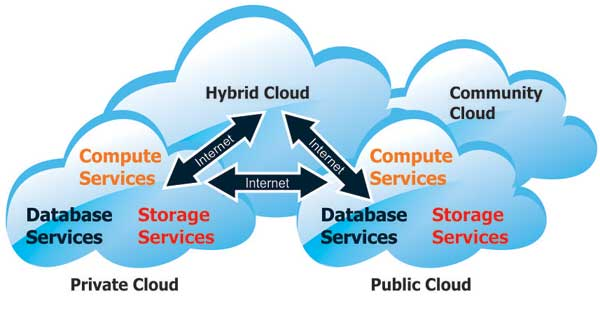 Hybrid Cloud
Community
Cloud
Internet
Internet
Internet
Compute
Services
Database
Services
Storage
Services
Private Cloud
Compute
Services
Database
Services
Storage
Services
Public Cloud